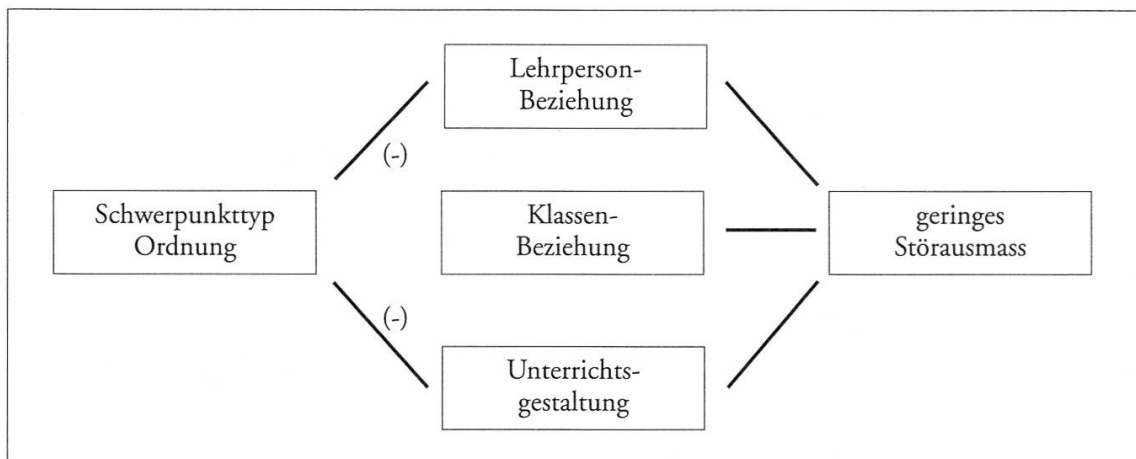 Lehrperson-
Beziehung
(-)
Schwerpunkttyp
Ordnung
Klassen-
Beziehung
geringes
Störausmass
(-)
Unterrichts-
gestaltung